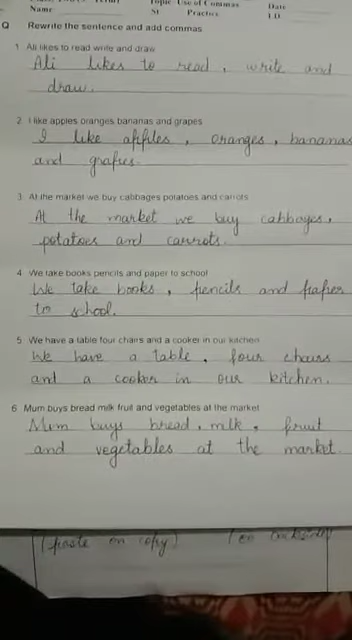 Name Topic Use of Commas Date
St Practice I.D
Q Rewrite the sentence and add commas
1 Ali likes to read write and draw
Ali likes to read, write and
draw.
2 I like apples oranges bananas and grapes
I like apples, oranges, bananas
and grapes.
3 At the market we buy cabbages potatoes and carrots
At the market we buy cabbages,
potatoes and carrots.
4 We take books pencils and paper to school
We take books, pencils and paper
to school.
5 We have a table four chairs and a cooker in our kitchen
We have a table, four chairs
and a cooker in our kitchen.
6 Mum buys bread milk fruit and vegetables at the market
Mum buys bread, milk, fruit
and vegetables at the market.
(paste on copy)